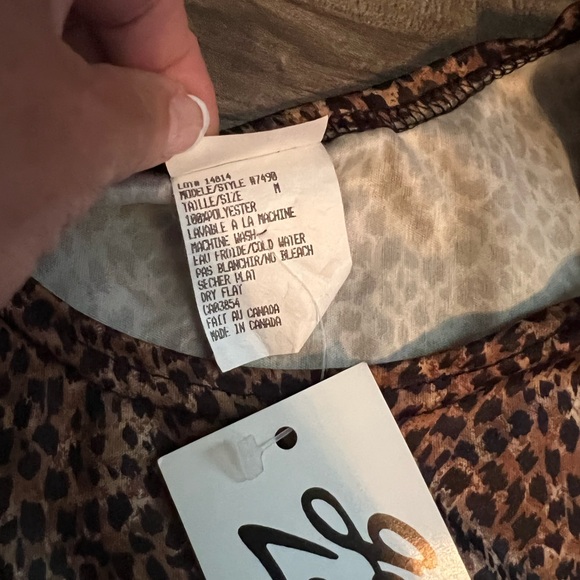 Lot# 14814
MODELE/STYLE W7490
TAILLE/SIZE M
100%POLYESTER
LAVABLE A LA MACHINE
MACHINE WASH
EAU FROIDE/COLD WATER
PAS BLANCHIR/NO BLEACH
SECHER PLAT
DRY FLAT
CA03854
FAIT AU CANADA
MADE IN CANADA